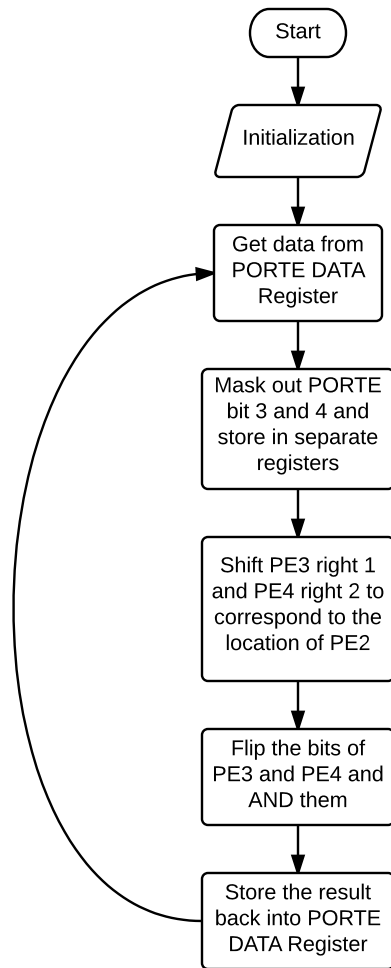 Start
Initialization
Get data from
PORTE DATA
Register
Mask out PORTE
bit 3 and 4 and
store in separate
registers
Shift PE3 right 1
and PE4 right 2 to
correspond to the
location of PE2
Flip the bits of
PE3 and PE4 and
AND them
Store the result
back into PORTE
DATA Register